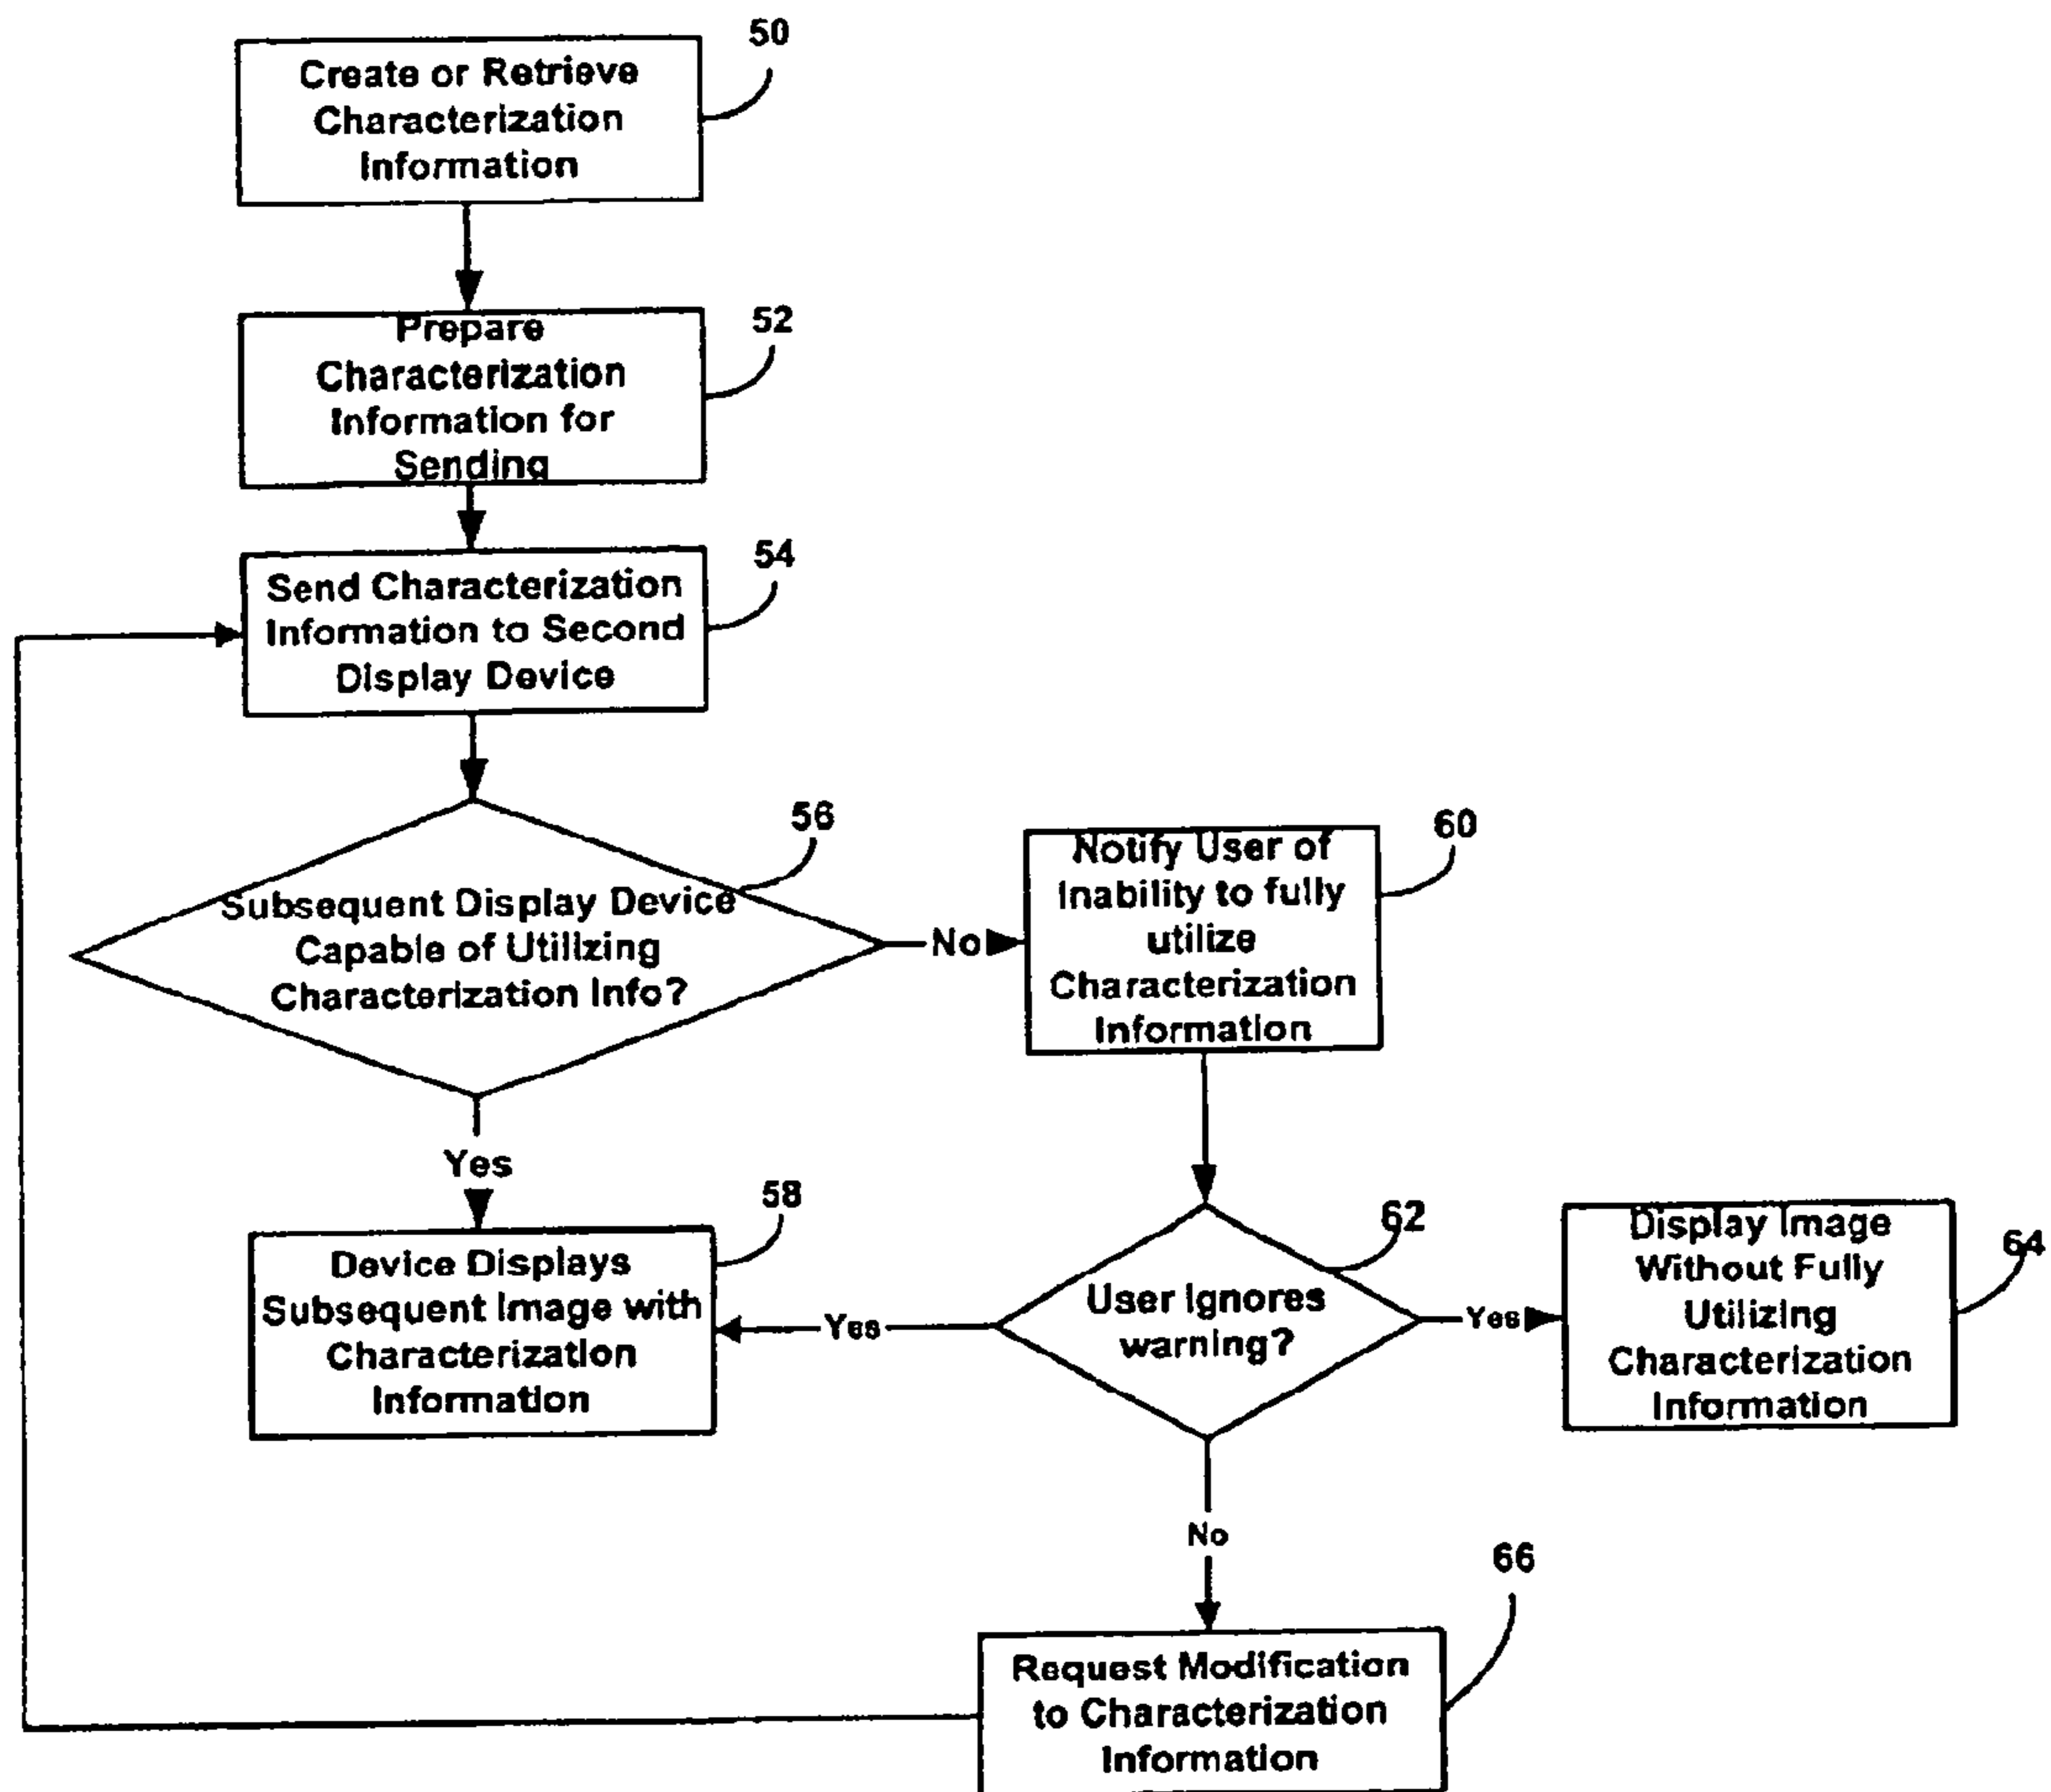 50
Create or Retrieve
Characterization
Information
52
Prepare
Characterization
Information for
Sending
54
Send Characterization
Information to Second
Display Device
56
Subsequent Display Device
Capable of Utilizing
Characterization Info?
No
60
Notify User of
Inability to fully
utilize
Characterization
Information
Yes
58
Device Displays
Subsequent Image with
Characterization
Information
Yes
62
User Ignores
warning?
Yes
64
Display Image
Without Fully
Utilizing
Characterization
Information
No
66
Request Modification
to Characterization
Information